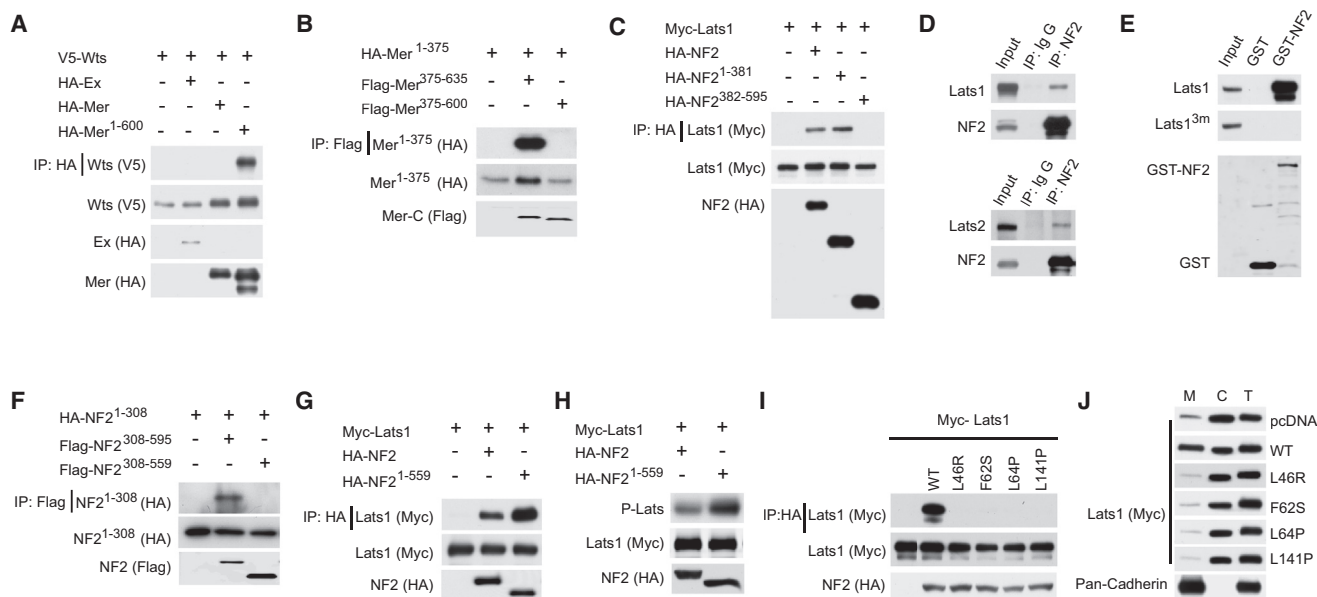 A
V5-Wts + + + +
HA-Ex - + - -
HA-Mer - - + -
HA-Mer1-600 - - - +
IP: HA Wts (V5)
Wts (V5)
Ex (HA)
Mer (HA)
B
HA-Mer 1-375 + + +
Flag-Mer375-635 - + -
Flag-Mer375-600 - - +
IP: Flag Mer1-375 (HA)
Mer1-375 (HA)
Mer-C (Flag)
C
Myc-Lats1 + + + +
HA-NF2 - + - -
HA-NF21-381 - - + -
HA-NF2382-595 - - - +
IP: HA Lats1 (Myc)
Lats1 (Myc)
NF2 (HA)
D
Input IP: Ig G IP: NF2
Lats1
NF2
Input IP: Ig G IP: NF2
Lats2
NF2
E
Input GST GST-NF2
Lats1
Lats13m
GST-NF2
GST
F
HA-NF21-308 + + +
Flag-NF2308-595 - + -
Flag-NF2308-559 - - +
IP: Flag NF21-308 (HA)
NF21-308 (HA)
NF2 (Flag)
G
Myc-Lats1 + + +
HA-NF2 - + -
HA-NF21-559 - - +
IP: HA Lats1 (Myc)
Lats1 (Myc)
NF2 (HA)
H
Myc-Lats1 + +
HA-NF2 + -
HA-NF21-559 - +
P-Lats
Lats1 (Myc)
NF2 (HA)
I
Myc- Lats1
WT L46R F62S L64P L141P
IP:HA Lats1 (Myc)
Lats1 (Myc)
NF2 (HA)
J
M C T
pcDNA
WT
L46R
Lats1 (Myc)
F62S
L64P
L141P
Pan-Cadherin